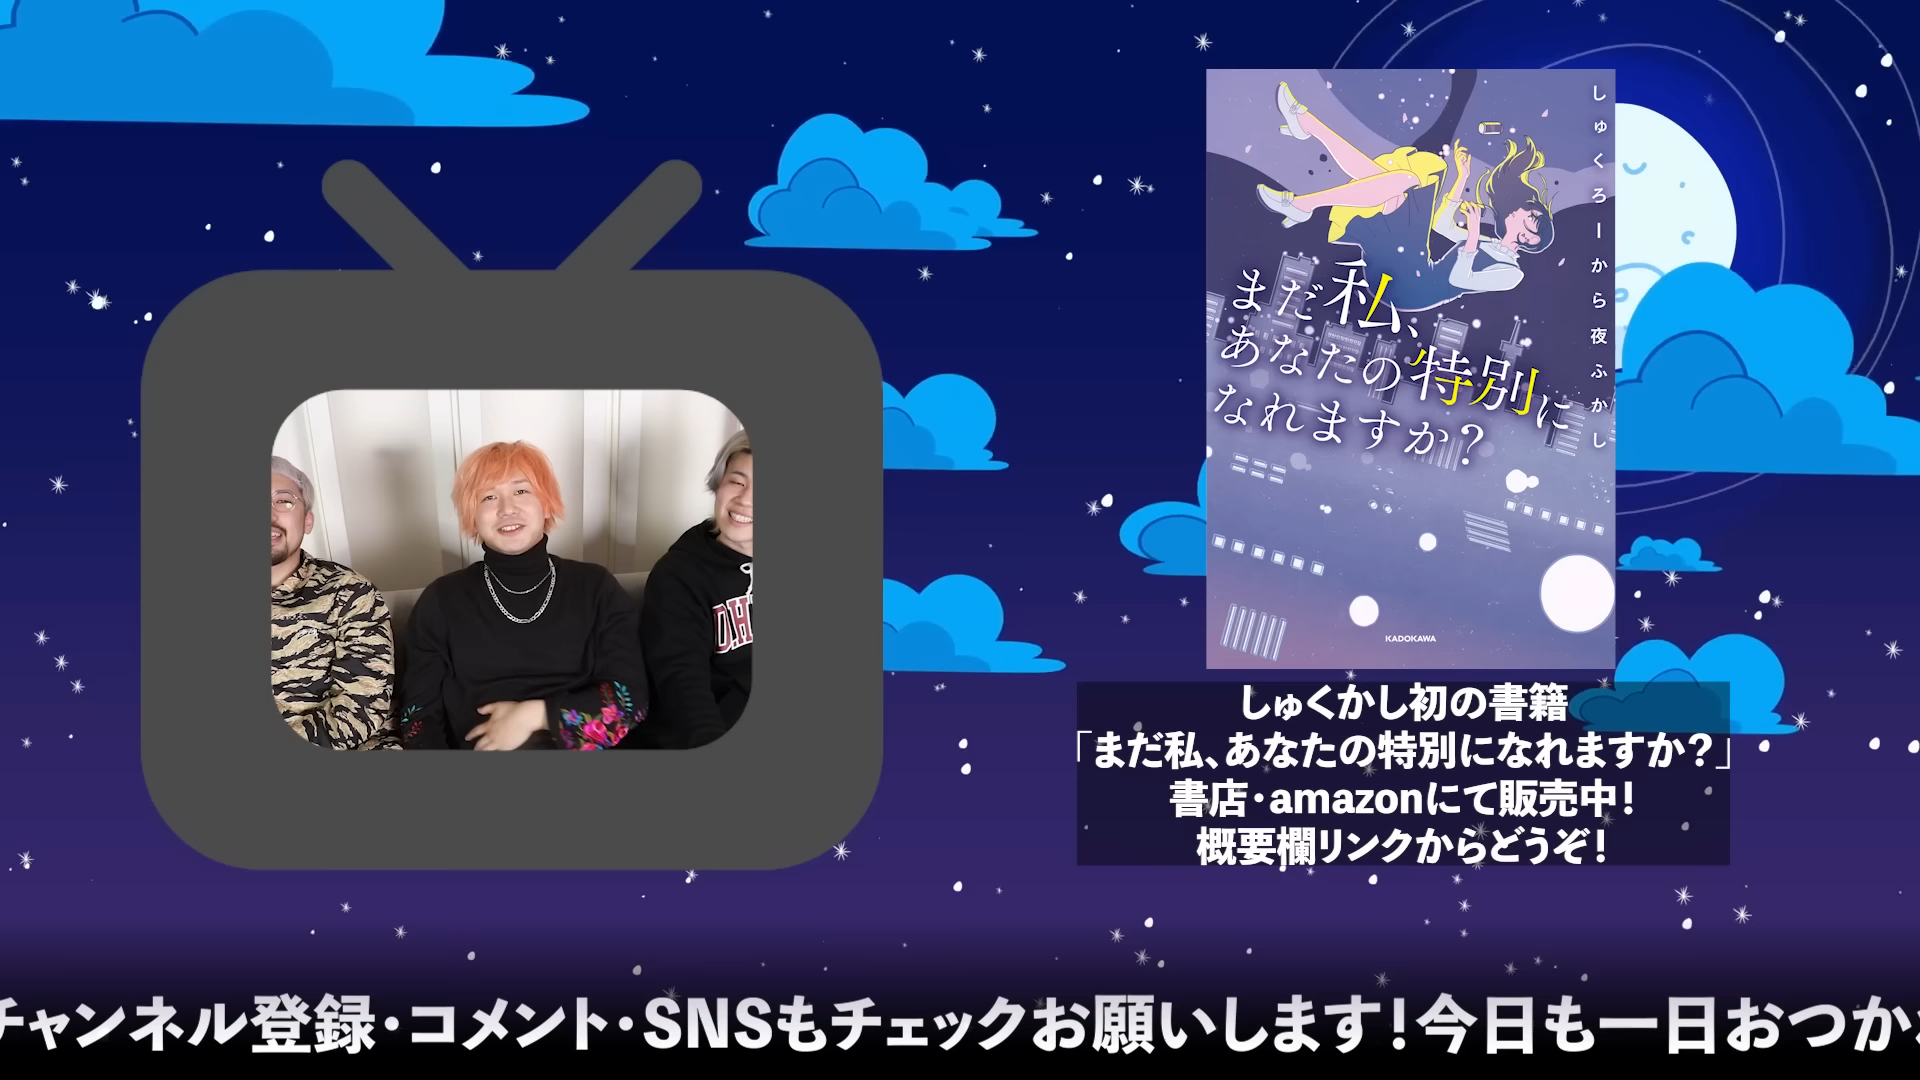 しゅくろーから夜ふかし
まだ私、
あなたの特別に
なれますか?
KADOKAWA
しゅくかし初の書籍
「まだ私、あなたの特別になれますか?」
書店・amazonにて販売中!
概要欄リンクからどうぞ!
チャンネル登録・コメント・SNSもチェックお願いします!今日も一日おつか